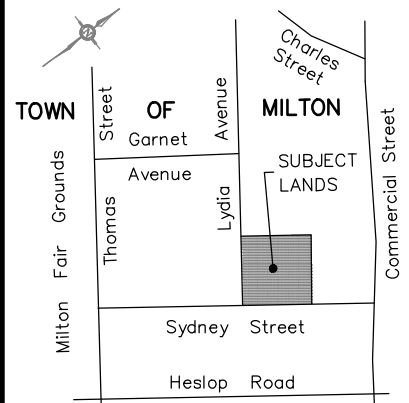 Charles
Street
TOWN OF MILTON
Street
Avenue
Garnet
Avenue
SUBJECT
LANDS
Commercial Street
Milton Fair Grounds
Thomas
Lydia
Sydney Street
Heslop Road